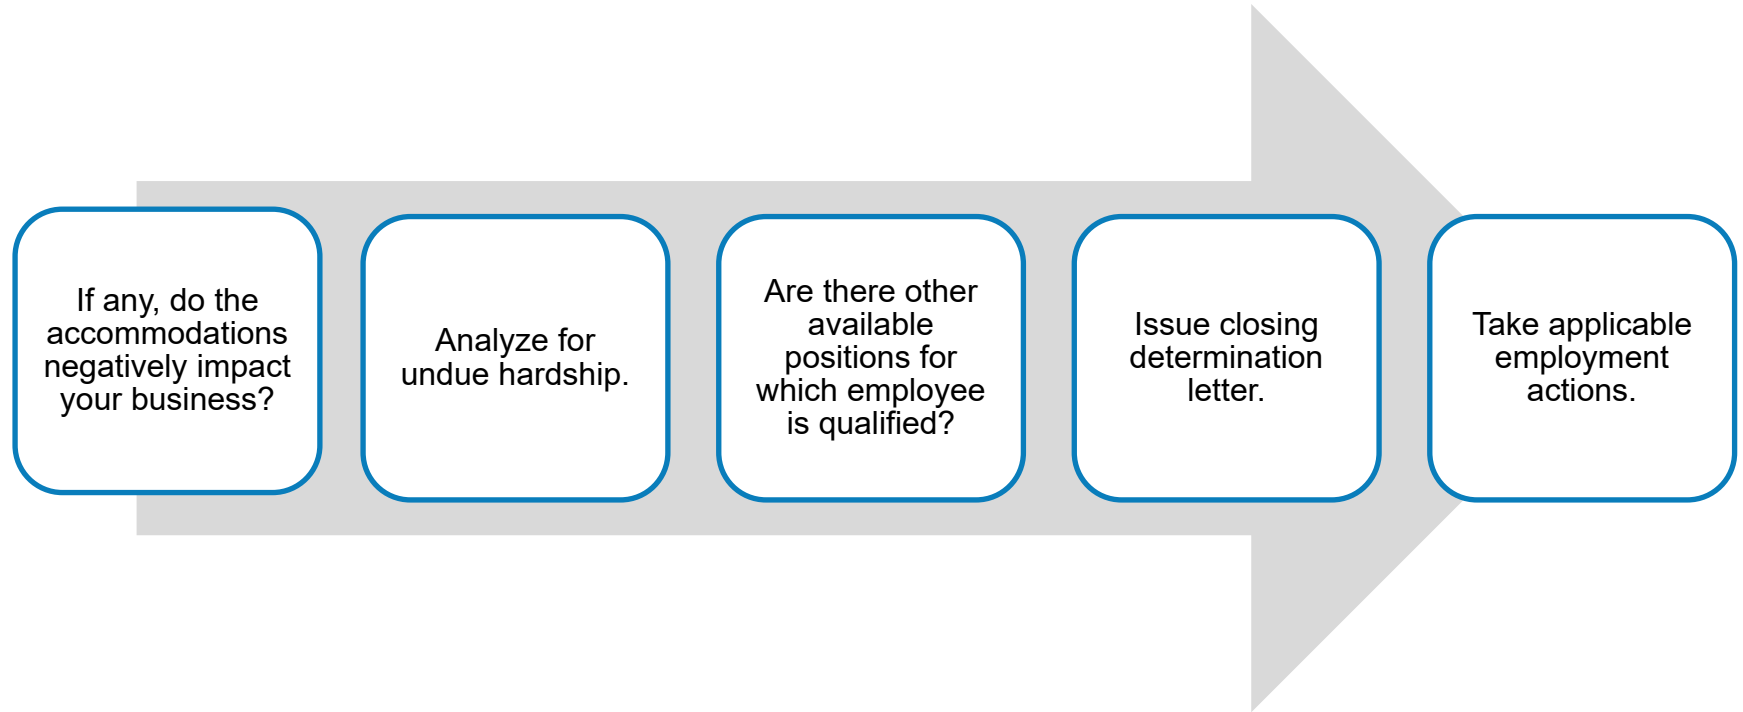 If any, do the
accommodations
negatively impact
your business?
Analyze for
undue hardship.
Are there other
available
positions for
which employee
is qualified?
Issue closing
determination
letter.
Take applicable
employment
actions.